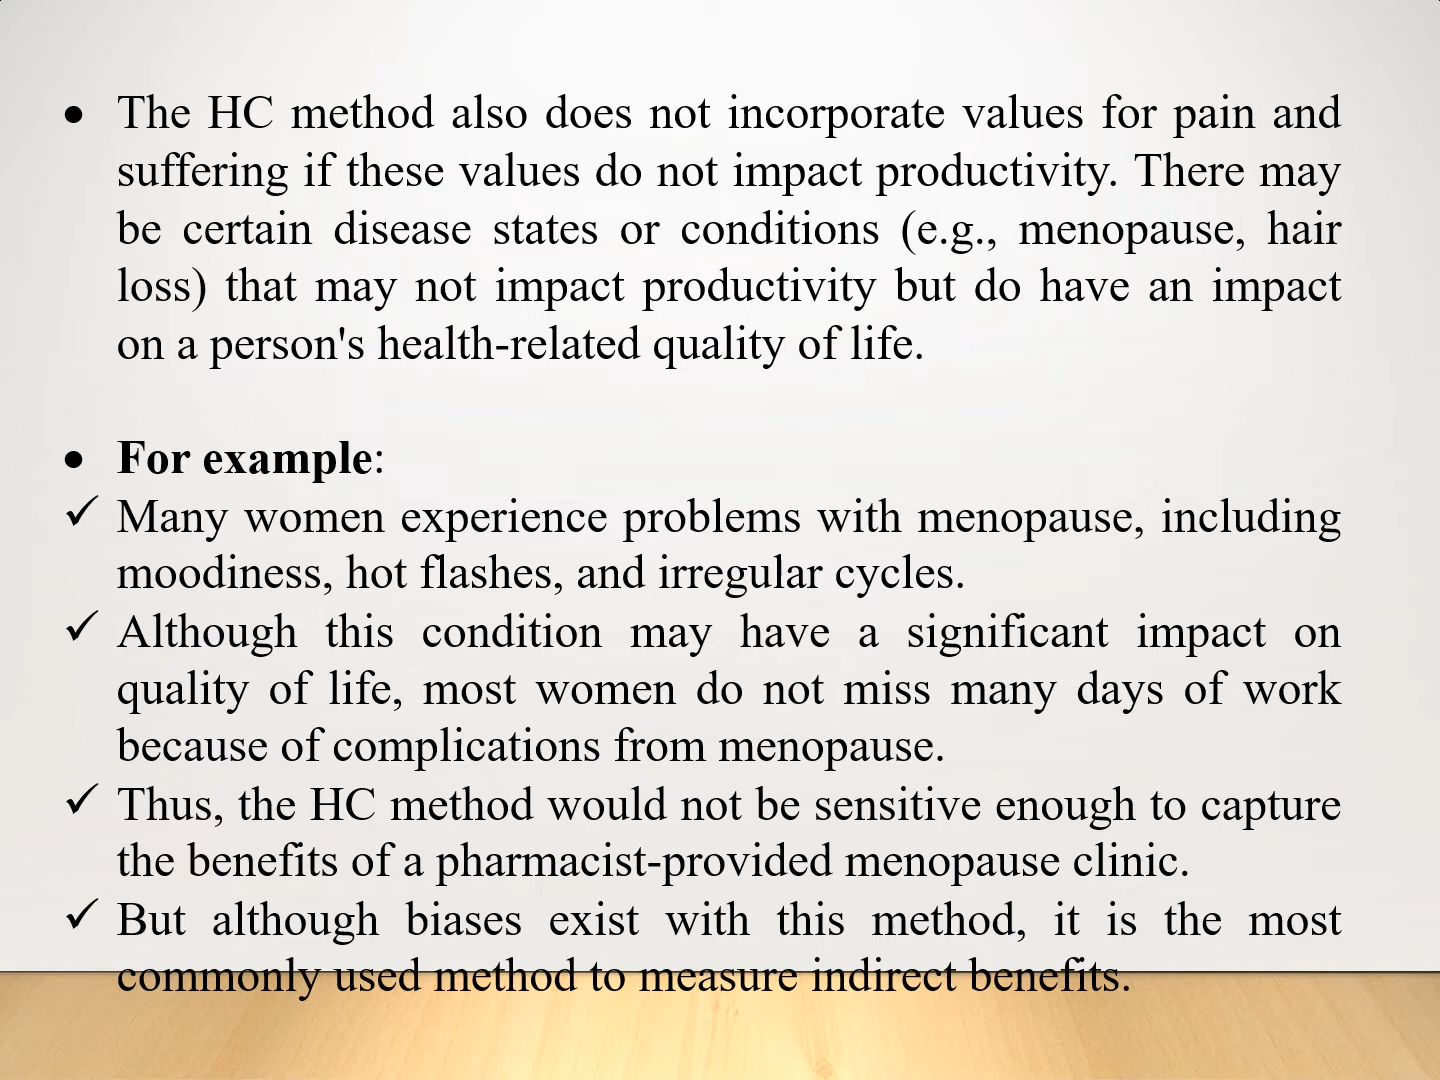 • The HC method also does not incorporate values for pain and
suffering if these values do not impact productivity. There may
be certain disease states or conditions (e.g., menopause, hair
loss) that may not impact productivity but do have an impact
on a person's health-related quality of life.
• For example:
✓ Many women experience problems with menopause, including
moodiness, hot flashes, and irregular cycles.
✓ Although this condition may have a significant impact on
quality of life, most women do not miss many days of work
because of complications from menopause.
✓ Thus, the HC method would not be sensitive enough to capture
the benefits of a pharmacist-provided menopause clinic.
✓ But although biases exist with this method, it is the most
commonly used method to measure indirect benefits.